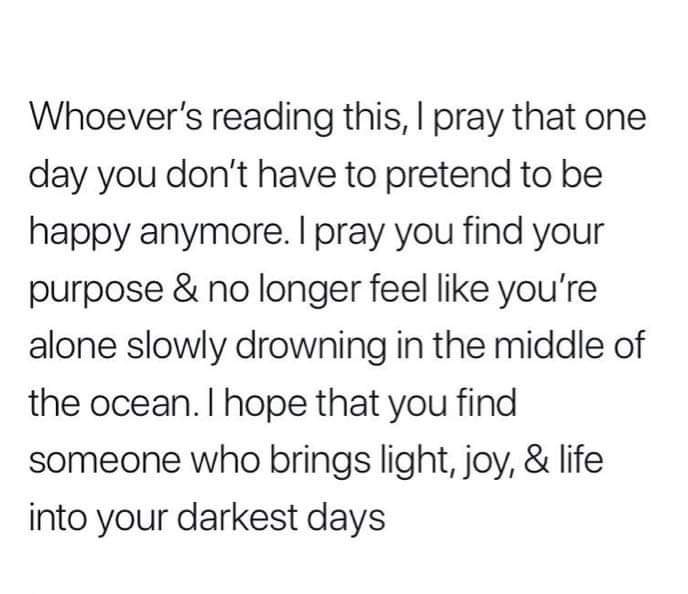 Whoever’s reading this, I pray that one
day you don’t have to pretend to be
happy anymore. I pray you find your
purpose & no longer feel like you’re
alone slowly drowning in the middle of
the ocean. I hope that you find
someone who brings light, joy, & life
into your darkest days